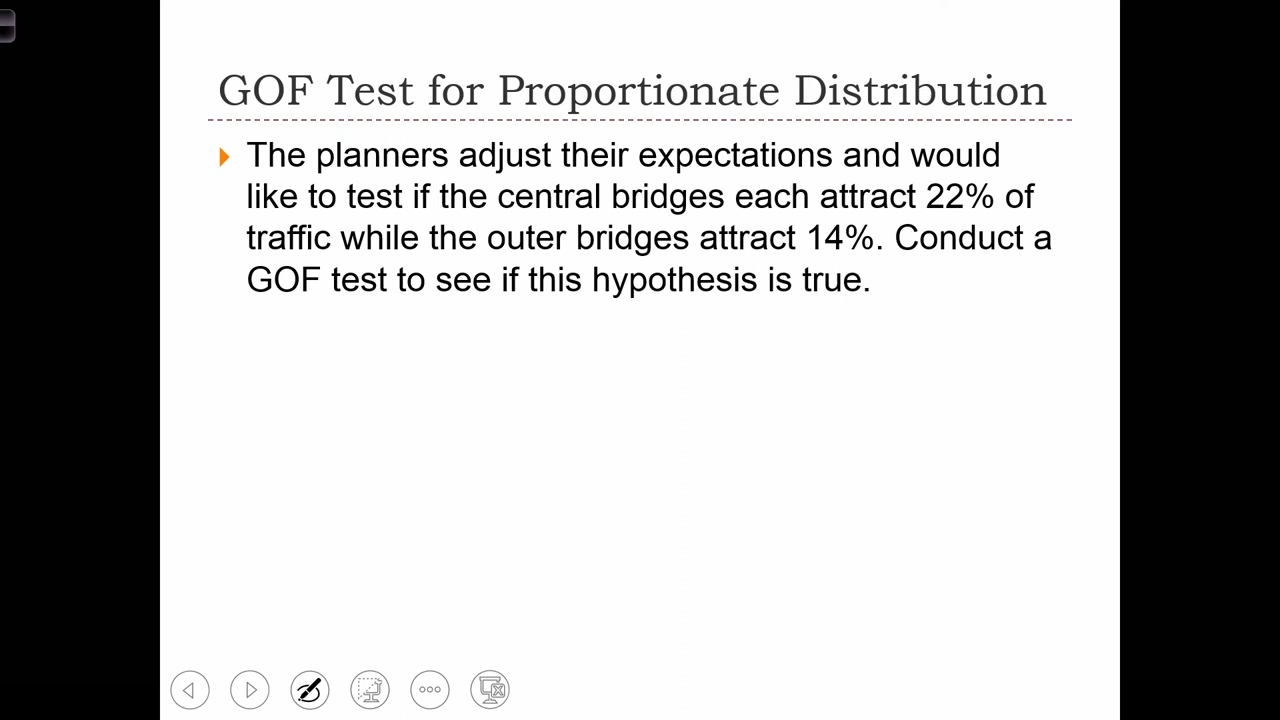 GOF Test for Proportionate Distribution
The planners adjust their expectations and would
like to test if the central bridges each attract 22% of
traffic while the outer bridges attract 14%. Conduct a
GOF test to see if this hypothesis is true.